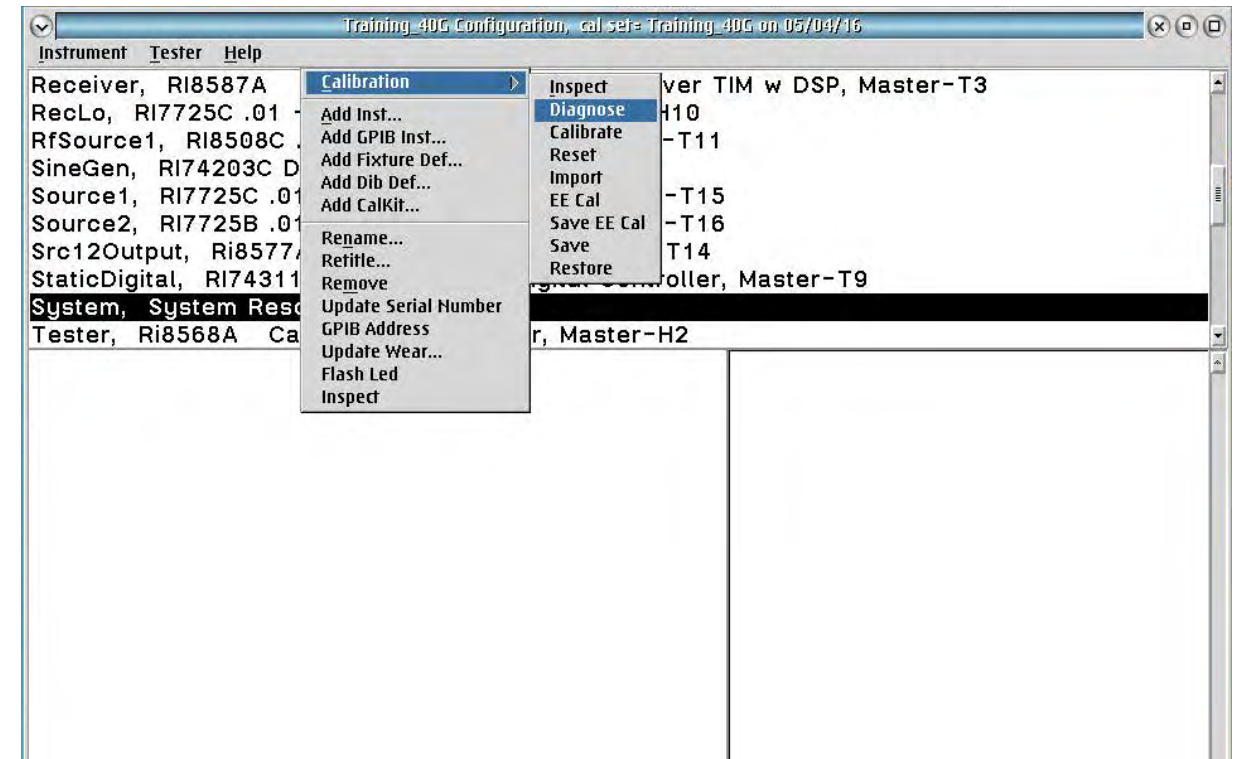 Training_40G Configuration, cal set= Training_40G on 05/04/16
Instrument Tester Help
Receiver, RI8587A
ver TIM w DSP, Master-T3
RecLo, RI7725C .01 -
H10
RfSource1, RI8508C .
-T11
SineGen, RI74203C D
Source1, RI7725C .01
-T15
Source2, RI7725B .01
-T16
Src12Output, Ri8577A
T14
StaticDigital, RI74311
roller, Master-T9
System, System Reso
Tester, Ri8568A Ca
r, Master-H2
Calibration
Add Inst...
Add GPIB Inst...
Add Fixture Def...
Add Dib Def...
Add CalKit...
Rename...
Retitle...
Remove
Update Serial Number
GPIB Address
Update Wear...
Flash Led
Inspect
Inspect
Diagnose
Calibrate
Reset
Import
EE Cal
Save EE Cal
Save
Restore